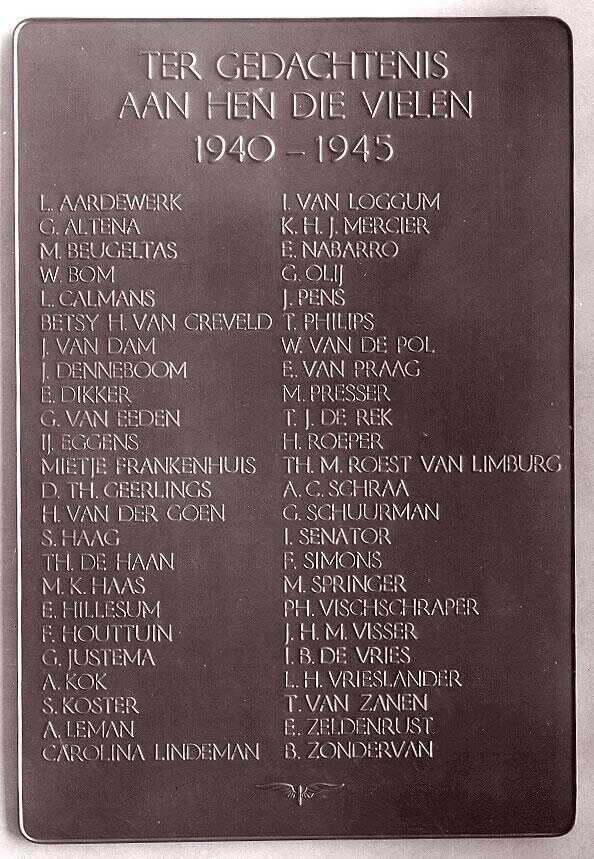 TER GEDACHTENIS
AAN HEN DIE VIELEN
1940 – 1945
L. AARDEWERK
G. ALTENA
M. BEUGELTAS
W. BOM
L. CALMANS
BETSY H. VAN CREVELD
J. VAN DAM
J. DENNEBOOM
E. DIKKER
G. VAN EEDEN
IJ. EGGENS
MIETJE FRANKENHUIS
D. TH. GEERLINGS
H. VAN DER GOEN
S. HAAG
TH. DE HAAN
M. K. HAAS
E. HILLESUM
F. HOUTTUIN
G. JUSTEMA
A. KOK
S. KOSTER
A. LEMAN
CAROLINA LINDEMAN
I. VAN LOGGUM
K. H. J. MERCIER
E. NABARRO
G. OLIJ
J. PENS
T. PHILIPS
W. VAN DE POL
E. VAN PRAAG
M. PRESSER
T. J. DE REK
H. ROEPER
TH. M. ROEST VAN LIMBURG
A. C. SCHRAA
G. SCHUURMAN
I. SENATOR
F. SIMONS
M. SPRINGER
PH. VISCHSCHRAPER
J. H. M. VISSER
I. B. DE VRIES
L. H. VRIESLANDER
T. VAN ZANEN
E. ZELDENRUST
B. ZONDERVAN